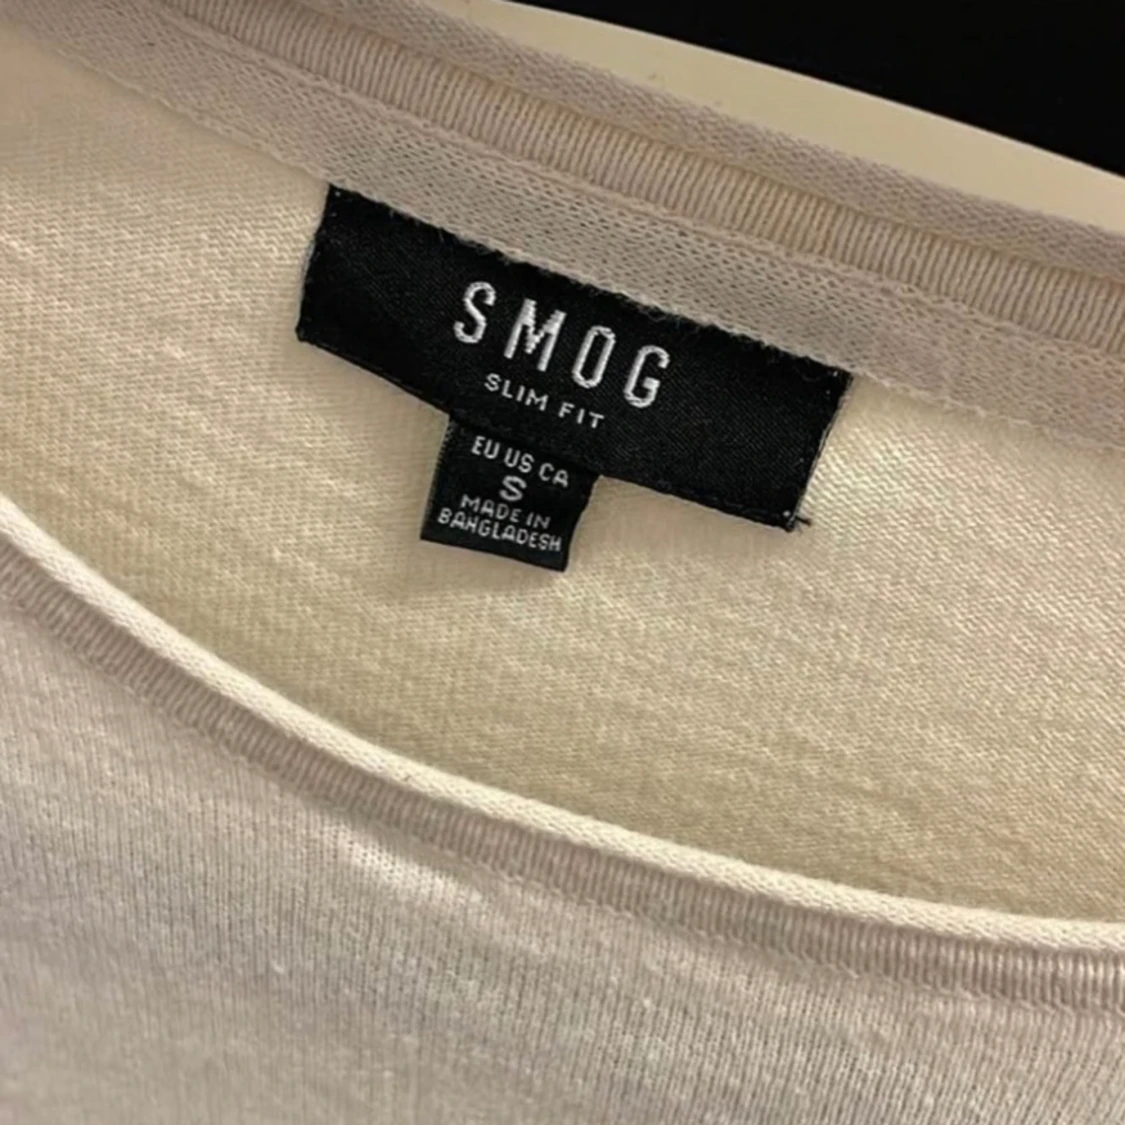 SMOG
SLIM FIT
EU US CA
S
MADE IN
BANGLADESH